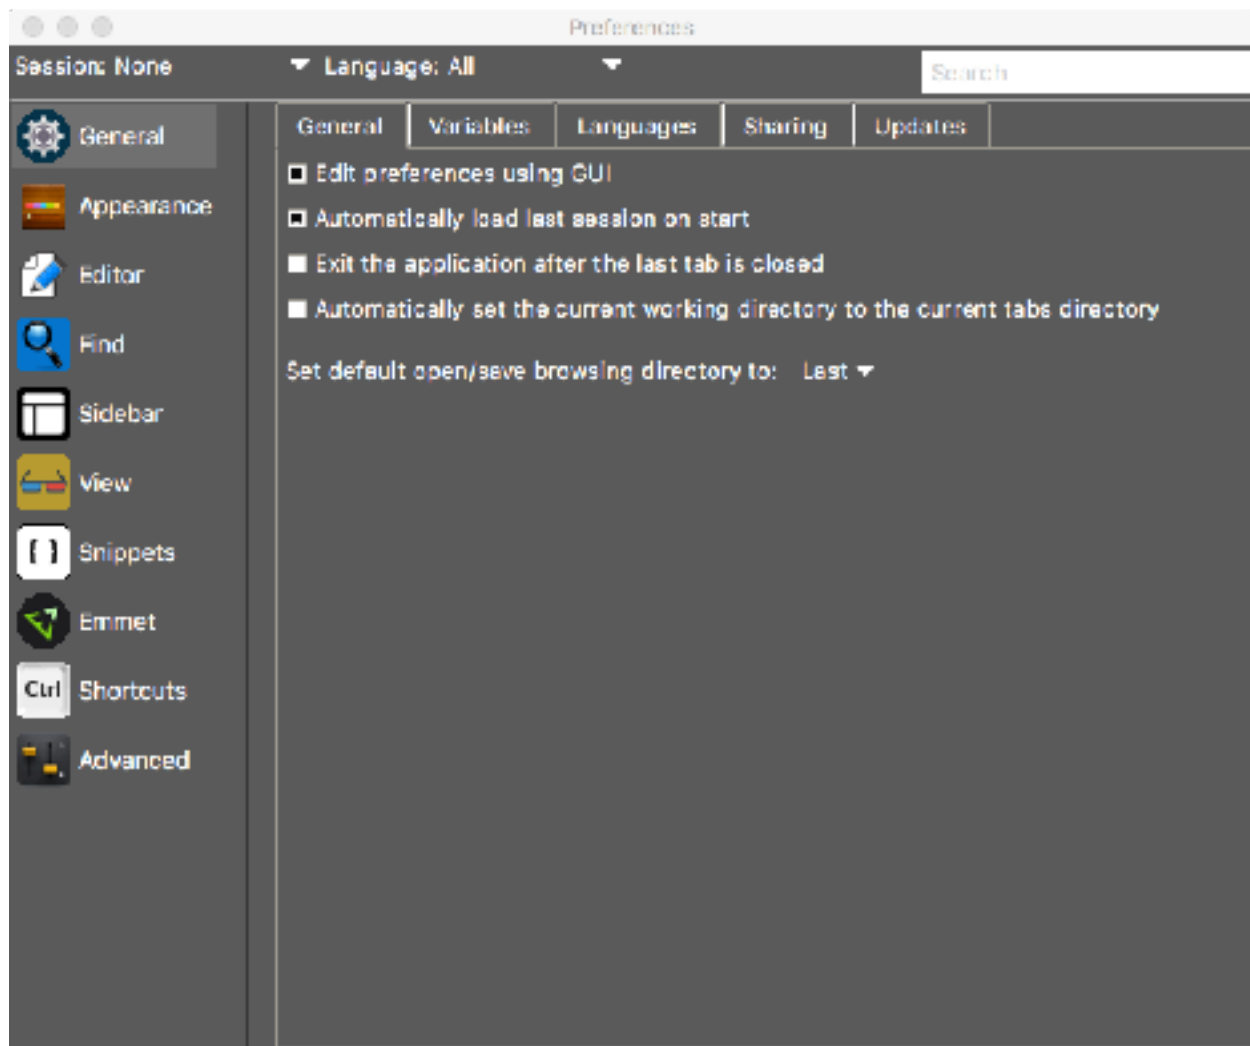 Preferences
Session: None
Language: All
Search
General
Appearance
Editor
Find
Sidebar
View
{ } Snippets
Emmet
Ctrl Shortcuts
Advanced
General Variables Languages Sharing Updates
Edit preferences using GUI
Automatically load last session on start
Exit the application after the last tab is closed
Automatically set the current working directory to the current tabs directory
Set default open/save browsing directory to: Last